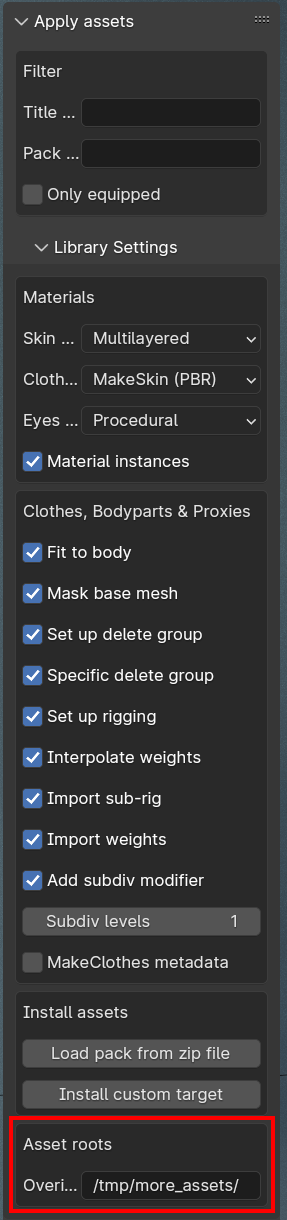 Apply assets
Filter
Title ...
Pack ...
Only equipped
Library Settings
Materials
Skin ... Multilayered
Cloth... MakeSkin (PBR)
Eyes ... Procedural
Material instances
Clothes, Bodyparts & Proxies
Fit to body
Mask base mesh
Set up delete group
Specific delete group
Set up rigging
Interpolate weights
Import sub-rig
Import weights
Add subdiv modifier
Subdiv levels 1
MakeClothes metadata
Install assets
Load pack from zip file
Install custom target
Asset roots
Overi... /tmp/more_assets/